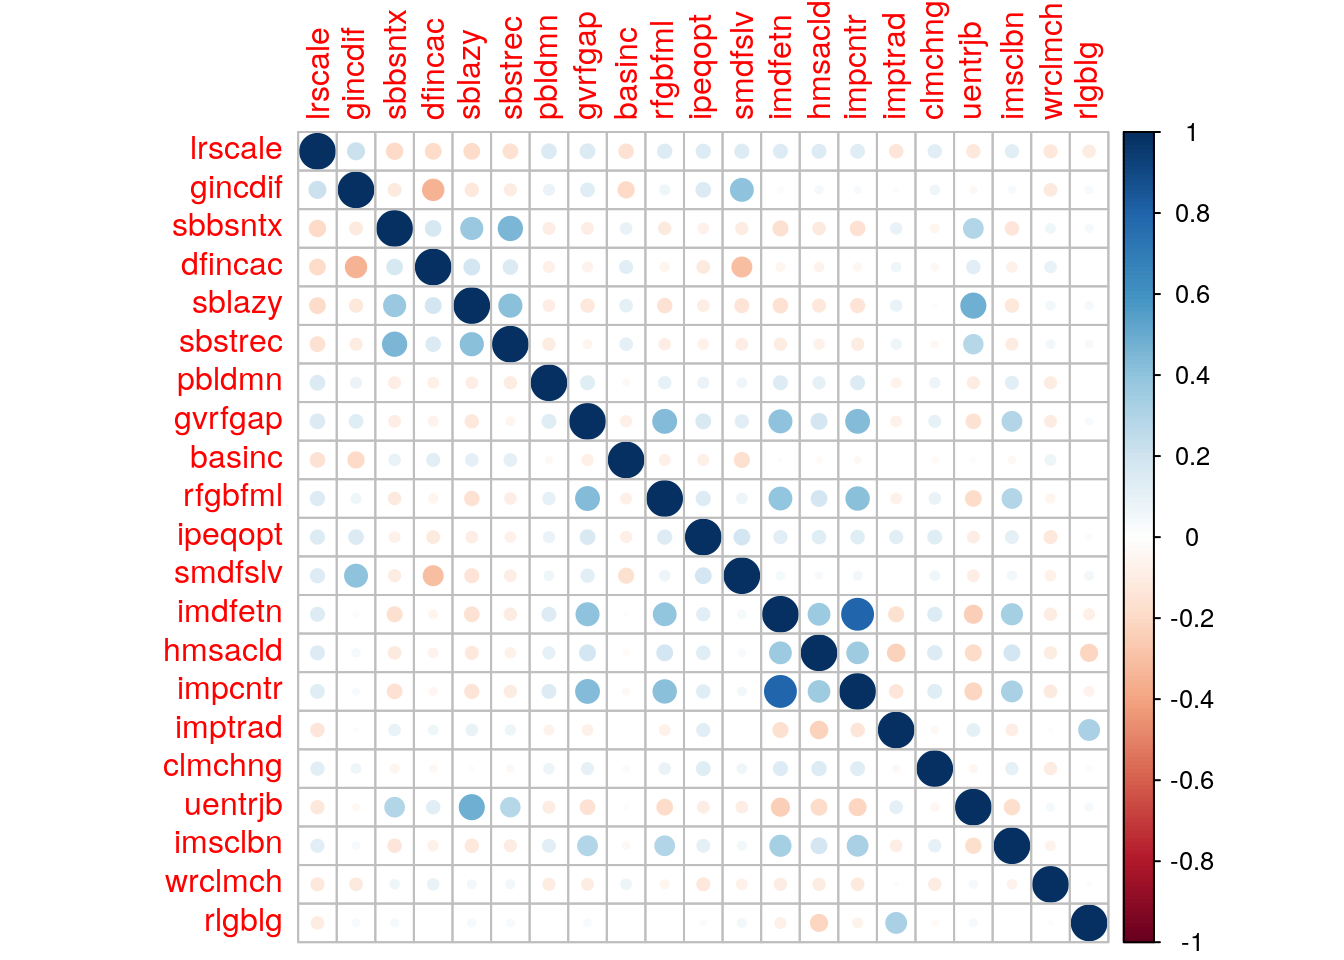 lrscale
gincdif
sbbsntx
dfincac
sblazy
sbstrec
pbldmn
gvrfgap
basinc
rfgbfml
ipeqopt
smdfslv
imdfetn
hmsacld
impcntr
imptrad
clmchng
uentrjb
imsclbn
wrclmch
rlgblg
lrscale
gincdif
sbbsntx
dfincac
sblazy
sbstrec
pbldmn
gvrfgap
basinc
rfgbfml
ipeqopt
smdfslv
imdfetn
hmsacld
impcntr
imptrad
clmchng
uentrjb
imsclbn
wrclmch
rlgblg
1
0.8
0.6
0.4
0.2
0
-0.2
-0.4
-0.6
-0.8
-1